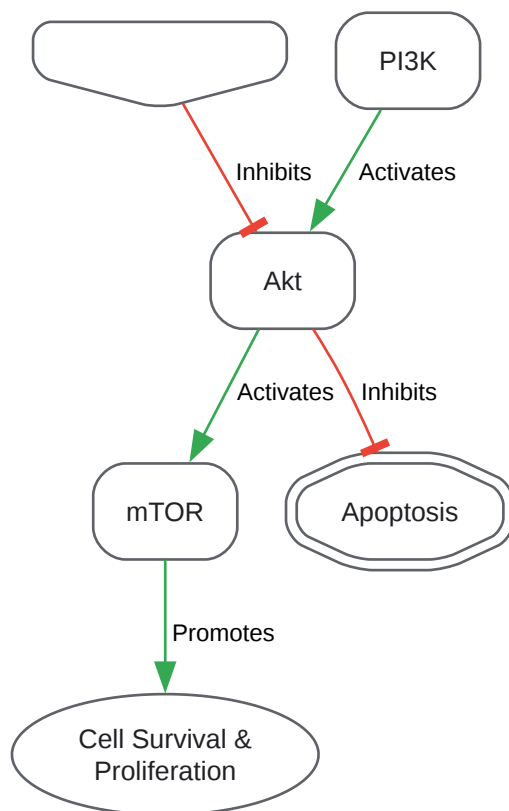 PI3K
Inhibits
Activates
Akt
Activates
Inhibits
mTOR
Apoptosis
Promotes
Cell Survival &
Proliferation